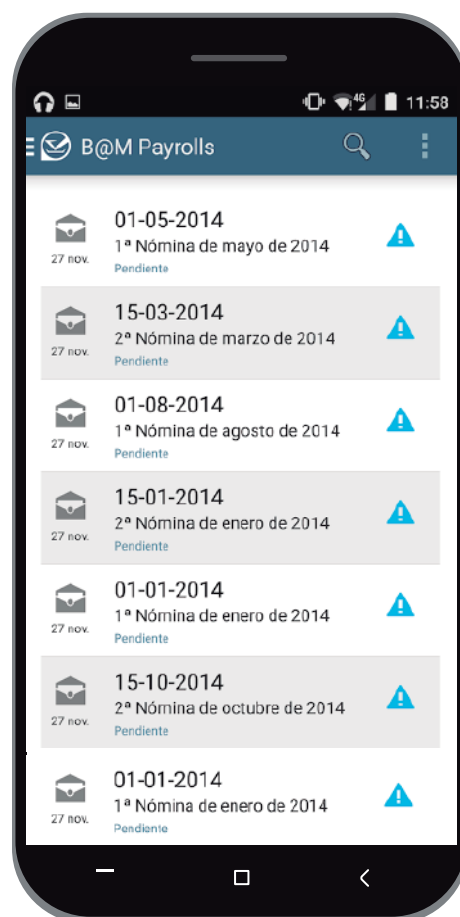 4G 11:58
B@M Payrolls
01-05-2014
1ª Nómina de mayo de 2014
27 nov.
Pendiente
15-03-2014
2ª Nómina de marzo de 2014
27 nov.
Pendiente
01-08-2014
1ª Nómina de agosto de 2014
27 nov.
Pendiente
15-01-2014
2ª Nómina de enero de 2014
27 nov.
Pendiente
01-01-2014
1ª Nómina de enero de 2014
27 nov.
Pendiente
15-10-2014
2ª Nómina de octubre de 2014
27 nov.
Pendiente
01-01-2014
1ª Nómina de enero de 2014
27 nov.
Pendiente